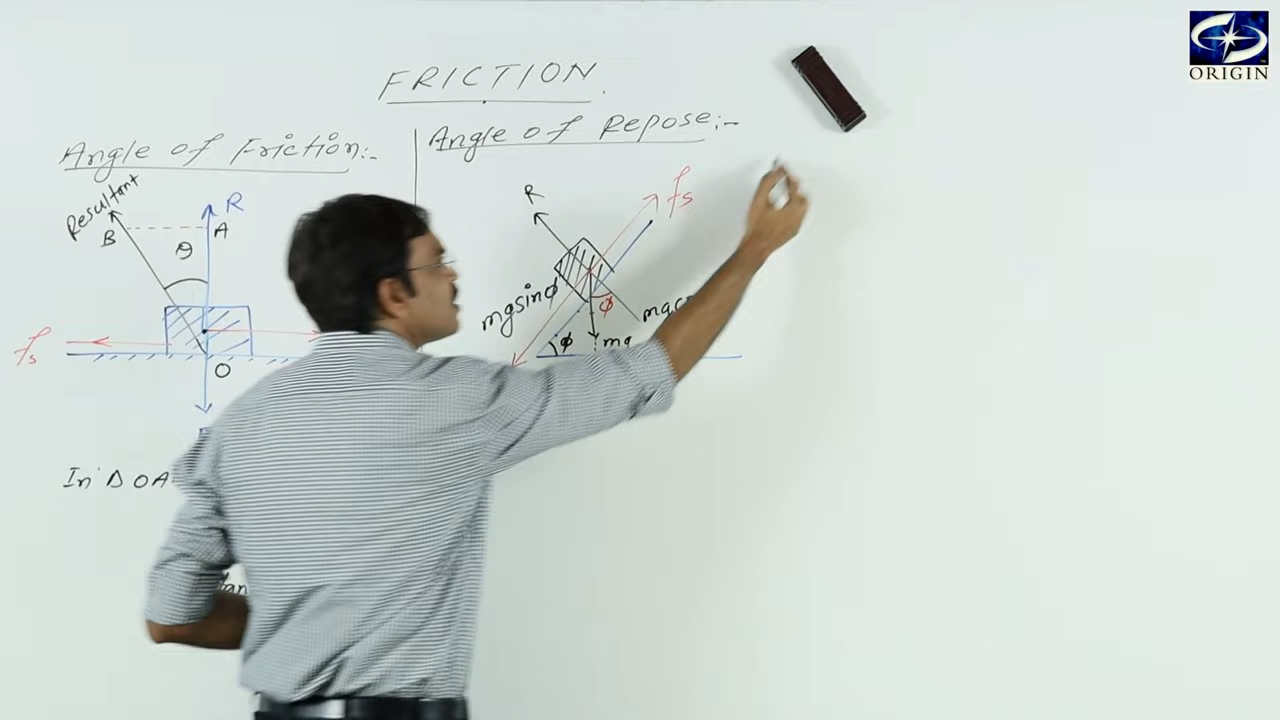 ORIGIN
FRICTION.
Angle of Friction:-
Angle of Repose:-
Resultant
R
B
θ
A
fs
O
In Δ OA
R
fs
mgsinϕ
ϕ
ϕ
mg